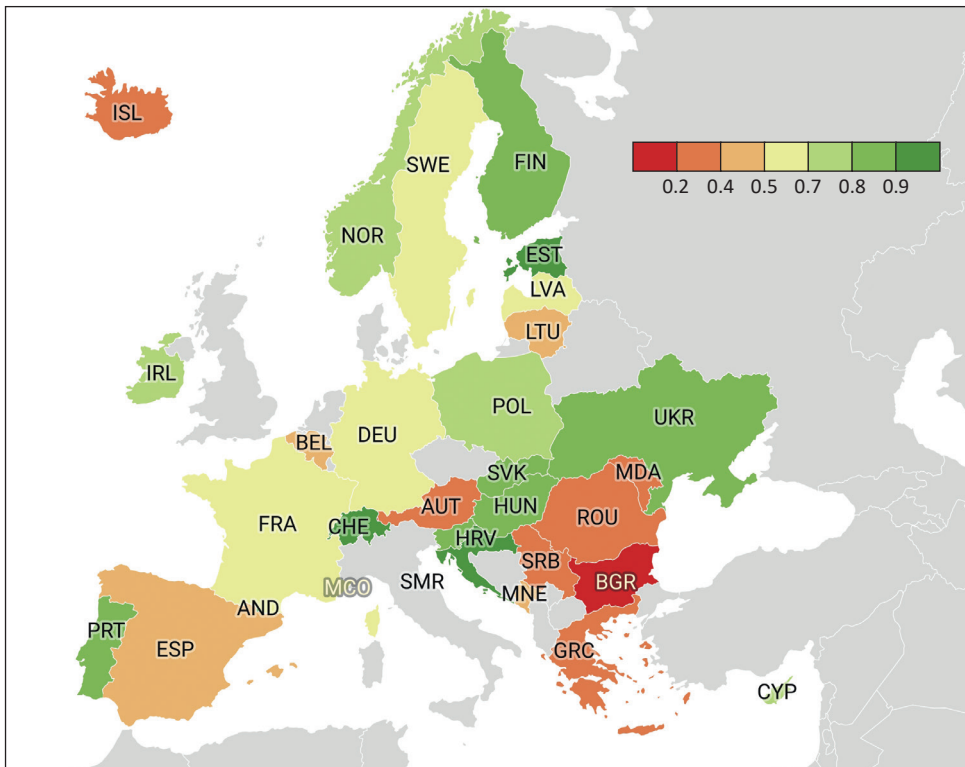 ISL
SWE
FIN
0.2 0.4 0.5 0.7 0.8 0.9
NOR
EST
LVA
LTU
IRL
POL
UKR
BEL
DEU
SVK
MDA
AUT
HUN
ROU
FRA
CHE
HRV
SRB
BGR
MCO
SMR
MNE
AND
PRT
ESP
GRC
CYP